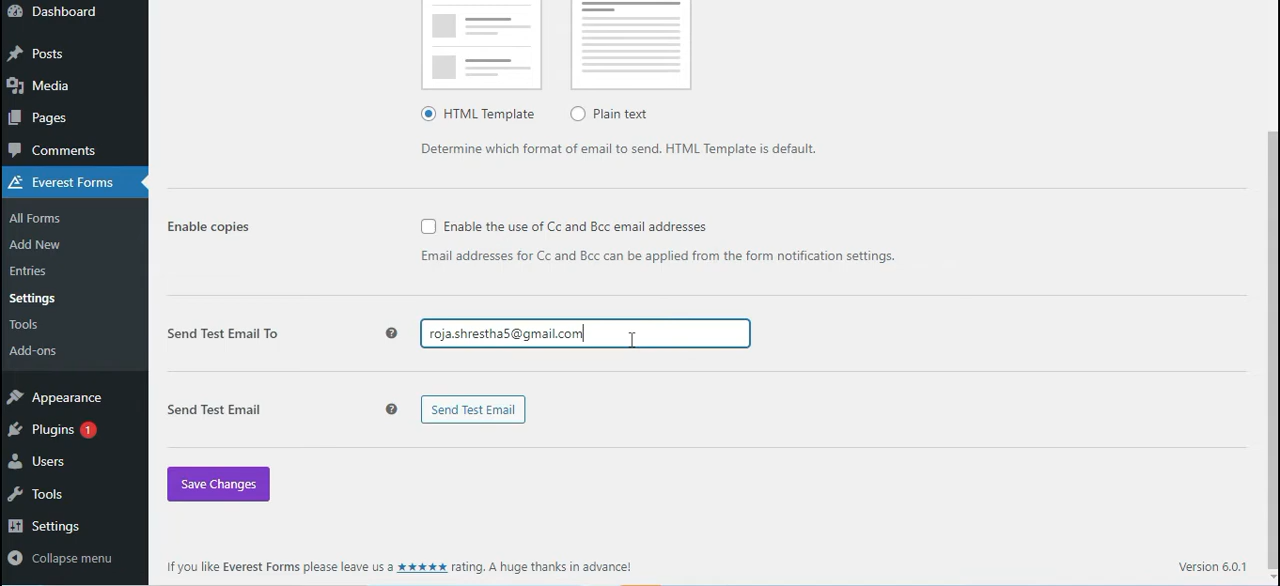 Dashboard
Posts
Media
Pages
Comments
Everest Forms
All Forms
Add New
Entries
Settings
Tools
Add-ons
Appearance
Plugins 1
Users
Tools
Settings
Collapse menu
HTML Template Plain text
Determine which format of email to send. HTML Template is default.
Enable copies Enable the use of Cc and Bcc email addresses
Email addresses for Cc and Bcc can be applied from the form notification settings.
Send Test Email To ? roja.shrestha5@gmail.com
Send Test Email ? Send Test Email
Save Changes
If you like Everest Forms please leave us a ★★★★★ rating. A huge thanks in advance! Version 6.0.1